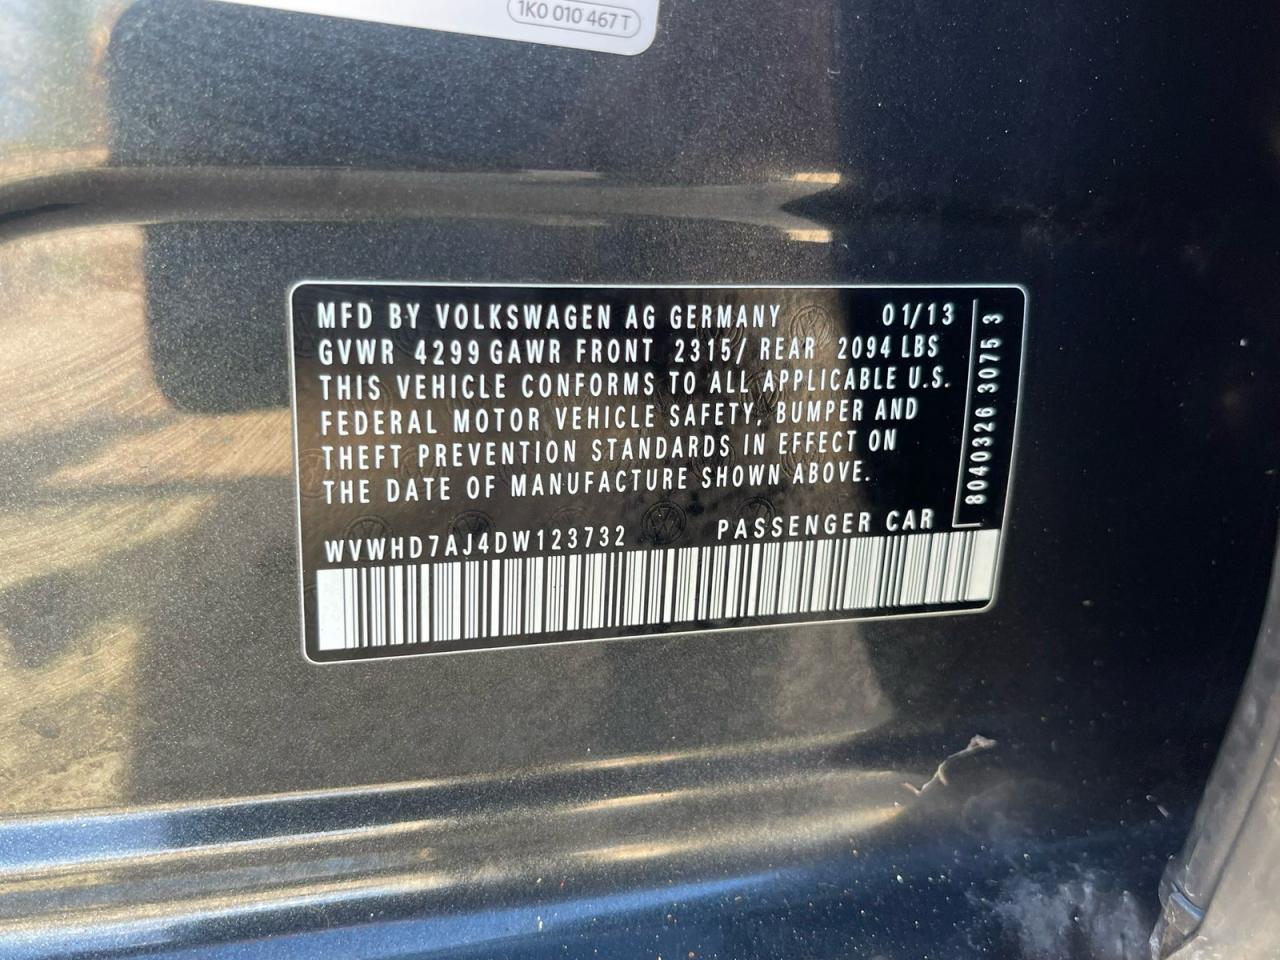 1K0 010 467 T
MFD BY VOLKSWAGEN AG GERMANY 01/13
GVWR 4299 GAWR FRONT 2315/ REAR 2094 LBS
THIS VEHICLE CONFORMS TO ALL APPLICABLE U.S.
FEDERAL MOTOR VEHICLE SAFETY, BUMPER AND
THEFT PREVENTION STANDARDS IN EFFECT ON
THE DATE OF MANUFACTURE SHOWN ABOVE.
WVWHD7AJ4DW123732 PASSENGER CAR
8040326 3075 3